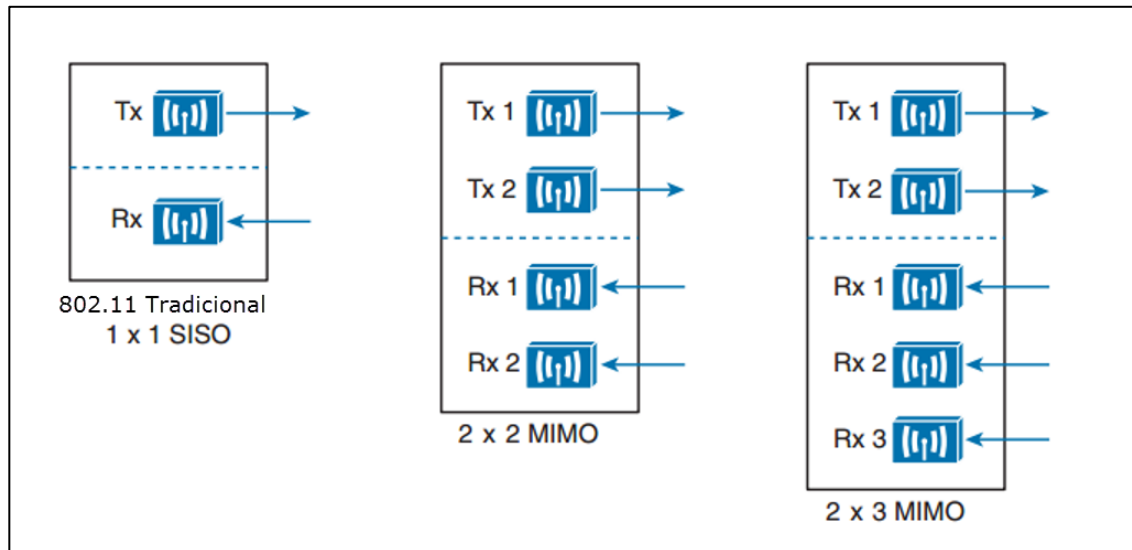 Tx
Rx
802.11 Tradicional
1 x 1 SISO
Tx 1
Tx 2
Rx 1
Rx 2
2 x 2 MIMO
Tx 1
Tx 2
Rx 1
Rx 2
Rx 3
2 x 3 MIMO